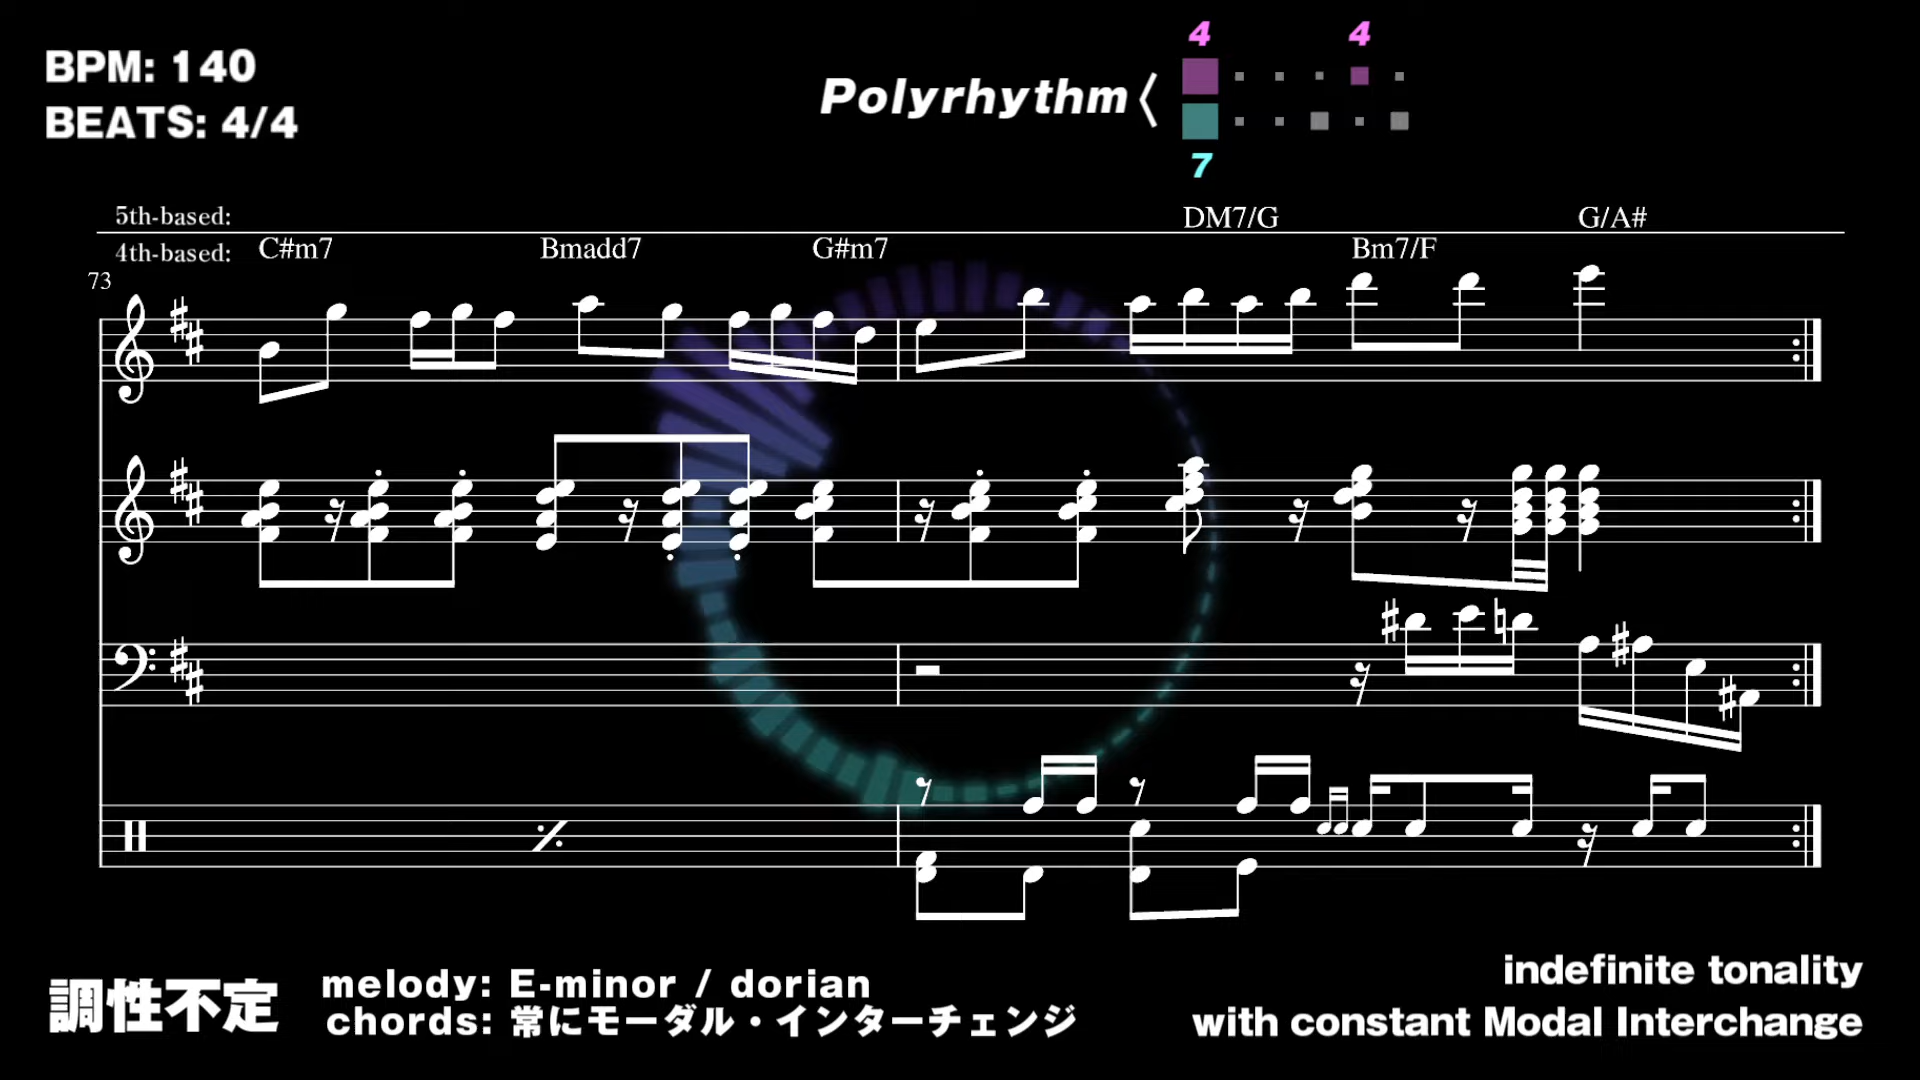 BPM: 140
BEATS: 4/4
4 4
Polyrhythm
7
5th-based: DM7/G G/A#
4th-based: C#m7 Bmadd7 G#m7 Bm7/F
73
調性不定
melody: E-minor / dorian
chords: 常にモーダル・インターチェンジ
indefinite tonality
with constant Modal Interchange